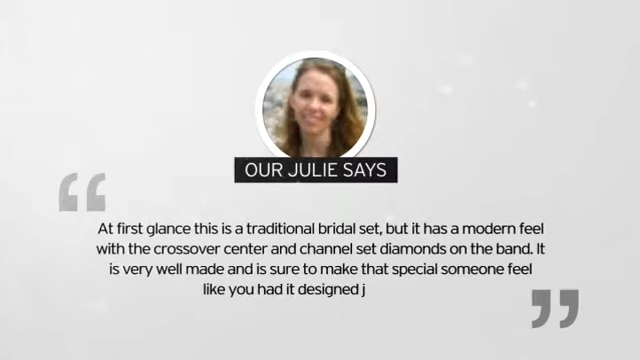 OUR JULIE SAYS
“
At first glance this is a traditional bridal set, but it has a modern feel
with the crossover center and channel set diamonds on the band. It
is very well made and is sure to make that special someone feel
like you had it designed j
”